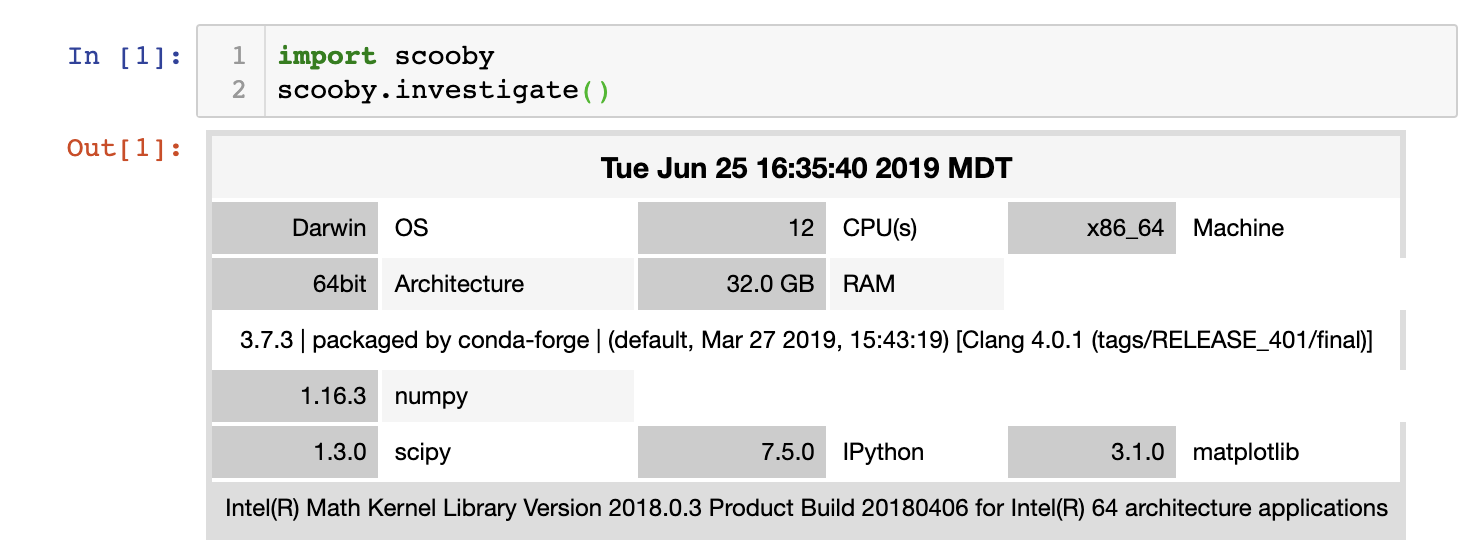 In [1]:
1 import scooby
2 scooby.investigate()
Out[1]:
Tue Jun 25 16:35:40 2019 MDT
Darwin OS 12 CPU(s) x86_64 Machine
64bit Architecture 32.0 GB RAM
3.7.3 | packaged by conda-forge | (default, Mar 27 2019, 15:43:19) [Clang 4.0.1 (tags/RELEASE_401/final)]
1.16.3 numpy
1.3.0 scipy 7.5.0 IPython 3.1.0 matplotlib
Intel(R) Math Kernel Library Version 2018.0.3 Product Build 20180406 for Intel(R) 64 architecture applications